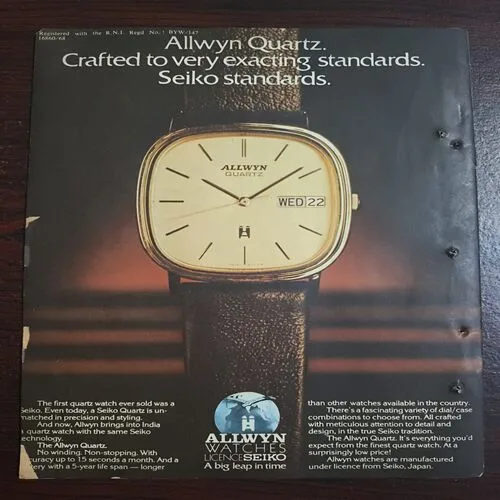 Registered with the R.N.I. Regd No.: BYW/147
16860/68
Allwyn Quartz.
Crafted to very exacting standards.
Seiko standards.
ALLWYN
QUARTZ
WED 22
The first quartz watch ever sold was a
Seiko. Even today, a Seiko Quartz is un-
matched in precision and styling.
And now, Allwyn brings into India
a quartz watch with the same Seiko
technology.
The Allwyn Quartz.
No winding. Non-stopping. With
curacy up to 15 seconds a month. And a
tery with a 5-year life span — longer
ALLWYN
WATCHES
LICENCE SEIKO
A big leap in time
than other watches available in the country.
There's a fascinating variety of dial/case
combinations to choose from. All crafted
with meticulous attention to detail and
design, in the true Seiko tradition.
The Allwyn Quartz. It's everything you'd
expect from the finest quartz watch. At a
surprisingly low price!
Allwyn watches are manufactured
under licence from Seiko, Japan.